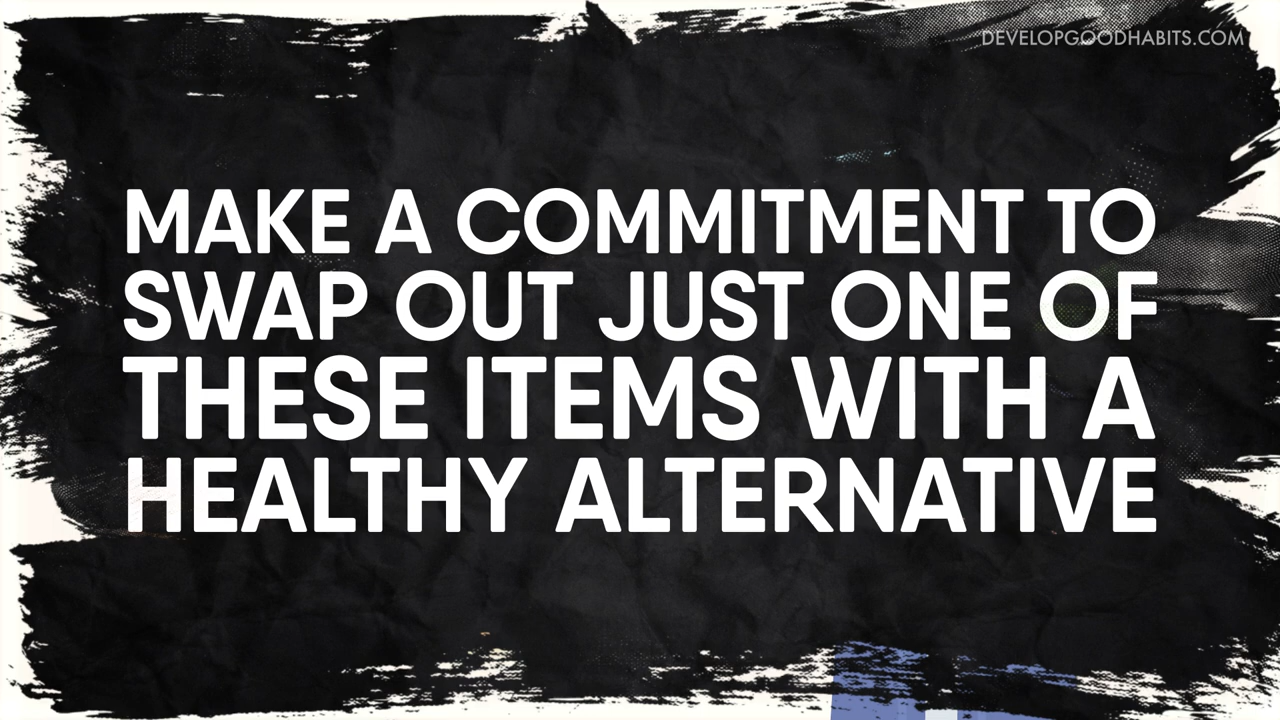 DEVELOPGOODHABITS.COM
MAKE A COMMITMENT TO
SWAP OUT JUST ONE OF
THESE ITEMS WITH A
HEALTHY ALTERNATIVE